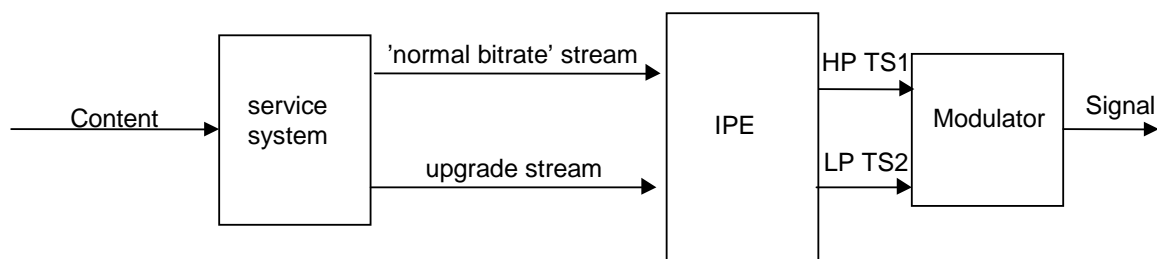 Content
service
system
'normal bitrate' stream
upgrade stream
IPE
HP TS1
LP TS2
Modulator
Signal